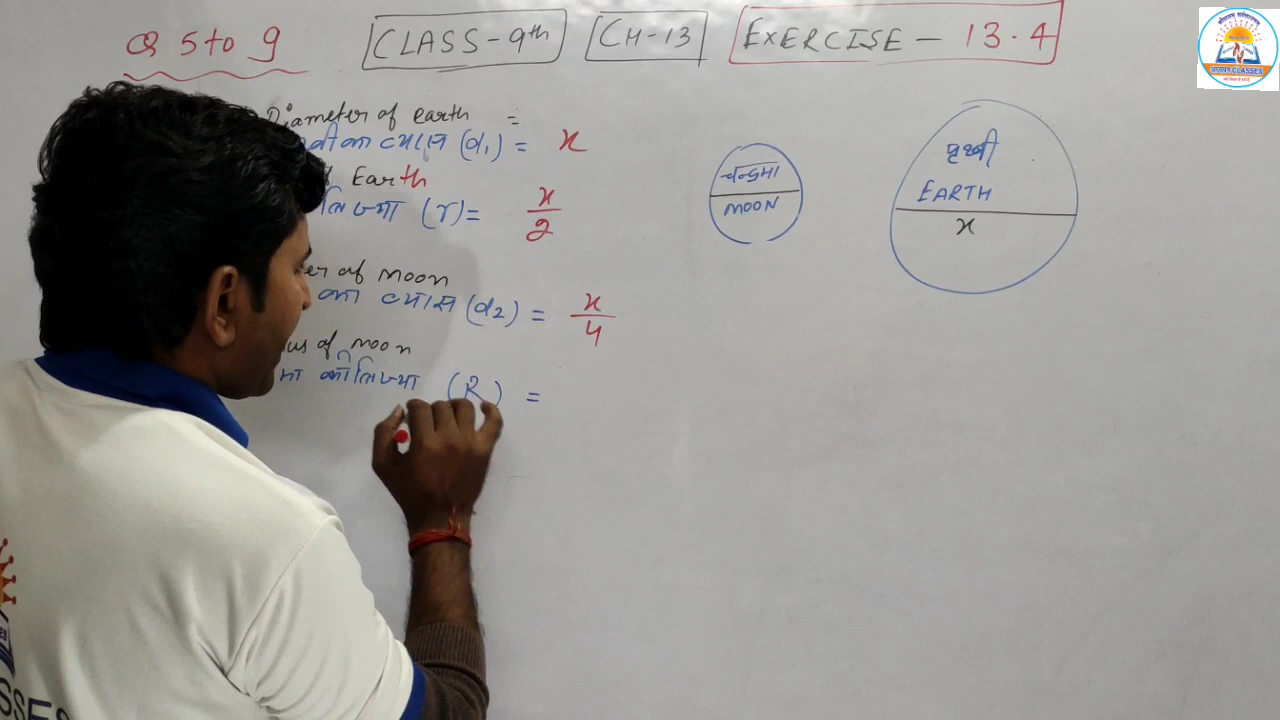 Q 5 to 9 CLASS-9th CH-13 EXERCISE - 13.4
Diameter of earth =
का व्यास (d1) = x
Earth
त्रिज्या (r) = x/2
of moon
का व्यास (d2) = x/4
of moon
की त्रिज्या (R) =
चन्द्रमा
MOON
पृथ्वी
EARTH
x
CLASSES